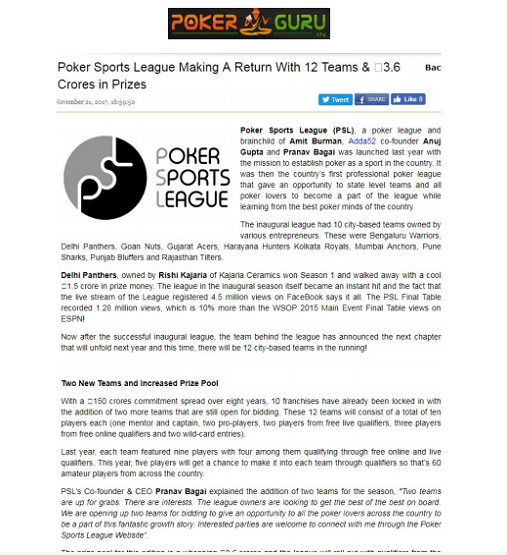 POKER GURU
.IN
Poker Sports League Making A Return With 12 Teams & □3.6
Crores in Prizes
Bac
November 21, 2017, 16:59:50
Tweet
SHARE
Like 8
PSL
POKER
SPORTS
LEAGUE
Poker Sports League (PSL), a poker league and
brainchild of Amit Burman, Adda52 co-founder Anuj
Gupta and Pranav Bagai was launched last year with
the mission to establish poker as a sport in the country. It
was then the country's first professional poker league
that gave an opportunity to state level teams and all
poker lovers to become a part of the league while
learning from the best poker minds of the country.
The inaugural league had 10 city-based teams owned by
various entrepreneurs. These were Bengaluru Warriors,
Delhi Panthers, Goan Nuts, Gujarat Acers, Harayana Hunters Kolkata Royals, Mumbai Anchors, Pune
Sharks, Punjab Bluffers and Rajasthan Tilters.
Delhi Panthers, owned by Rishi Kajaria of Kajaria Ceramics won Season 1 and walked away with a cool
□1.5 crore in prize money. The league in the inaugural season itself became an instant hit and the fact that
the live stream of the League registered 4.5 million views on FaceBook says it all. The PSL Final Table
recorded 1.28 million views, which is 10% more than the WSOP 2015 Main Event Final Table views on
ESPN!
Now after the successful inaugural league, the team behind the league has announced the next chapter
that will unfold next year and this time, there will be 12 city-based teams in the running!
Two New Teams and Increased Prize Pool
With a □150 crores commitment spread over eight years, 10 franchises have already been locked in with
the addition of two more teams that are still open for bidding. These 12 teams will consist of a total of ten
players each (one mentor and captain, two pro-players, two players from free live qualifiers, three players
from free online qualifiers and two wild-card entries).
Last year, each team featured nine players with four among them qualifying through free online and live
qualifiers. This year, five players will get a chance to make it into each team through qualifiers so that's 60
amateur players from across the country.
PSL's Co-founder & CEO Pranav Bagai explained the addition of two teams for the season, "Two teams
are up for grabs. There are interests. The league owners are looking to get the best of the best on board.
We are opening up two teams for bidding to give an opportunity to all the poker lovers across the country to
be a part of this fantastic growth story. Interested parties are welcome to connect with me through the Poker
Sports League Website".